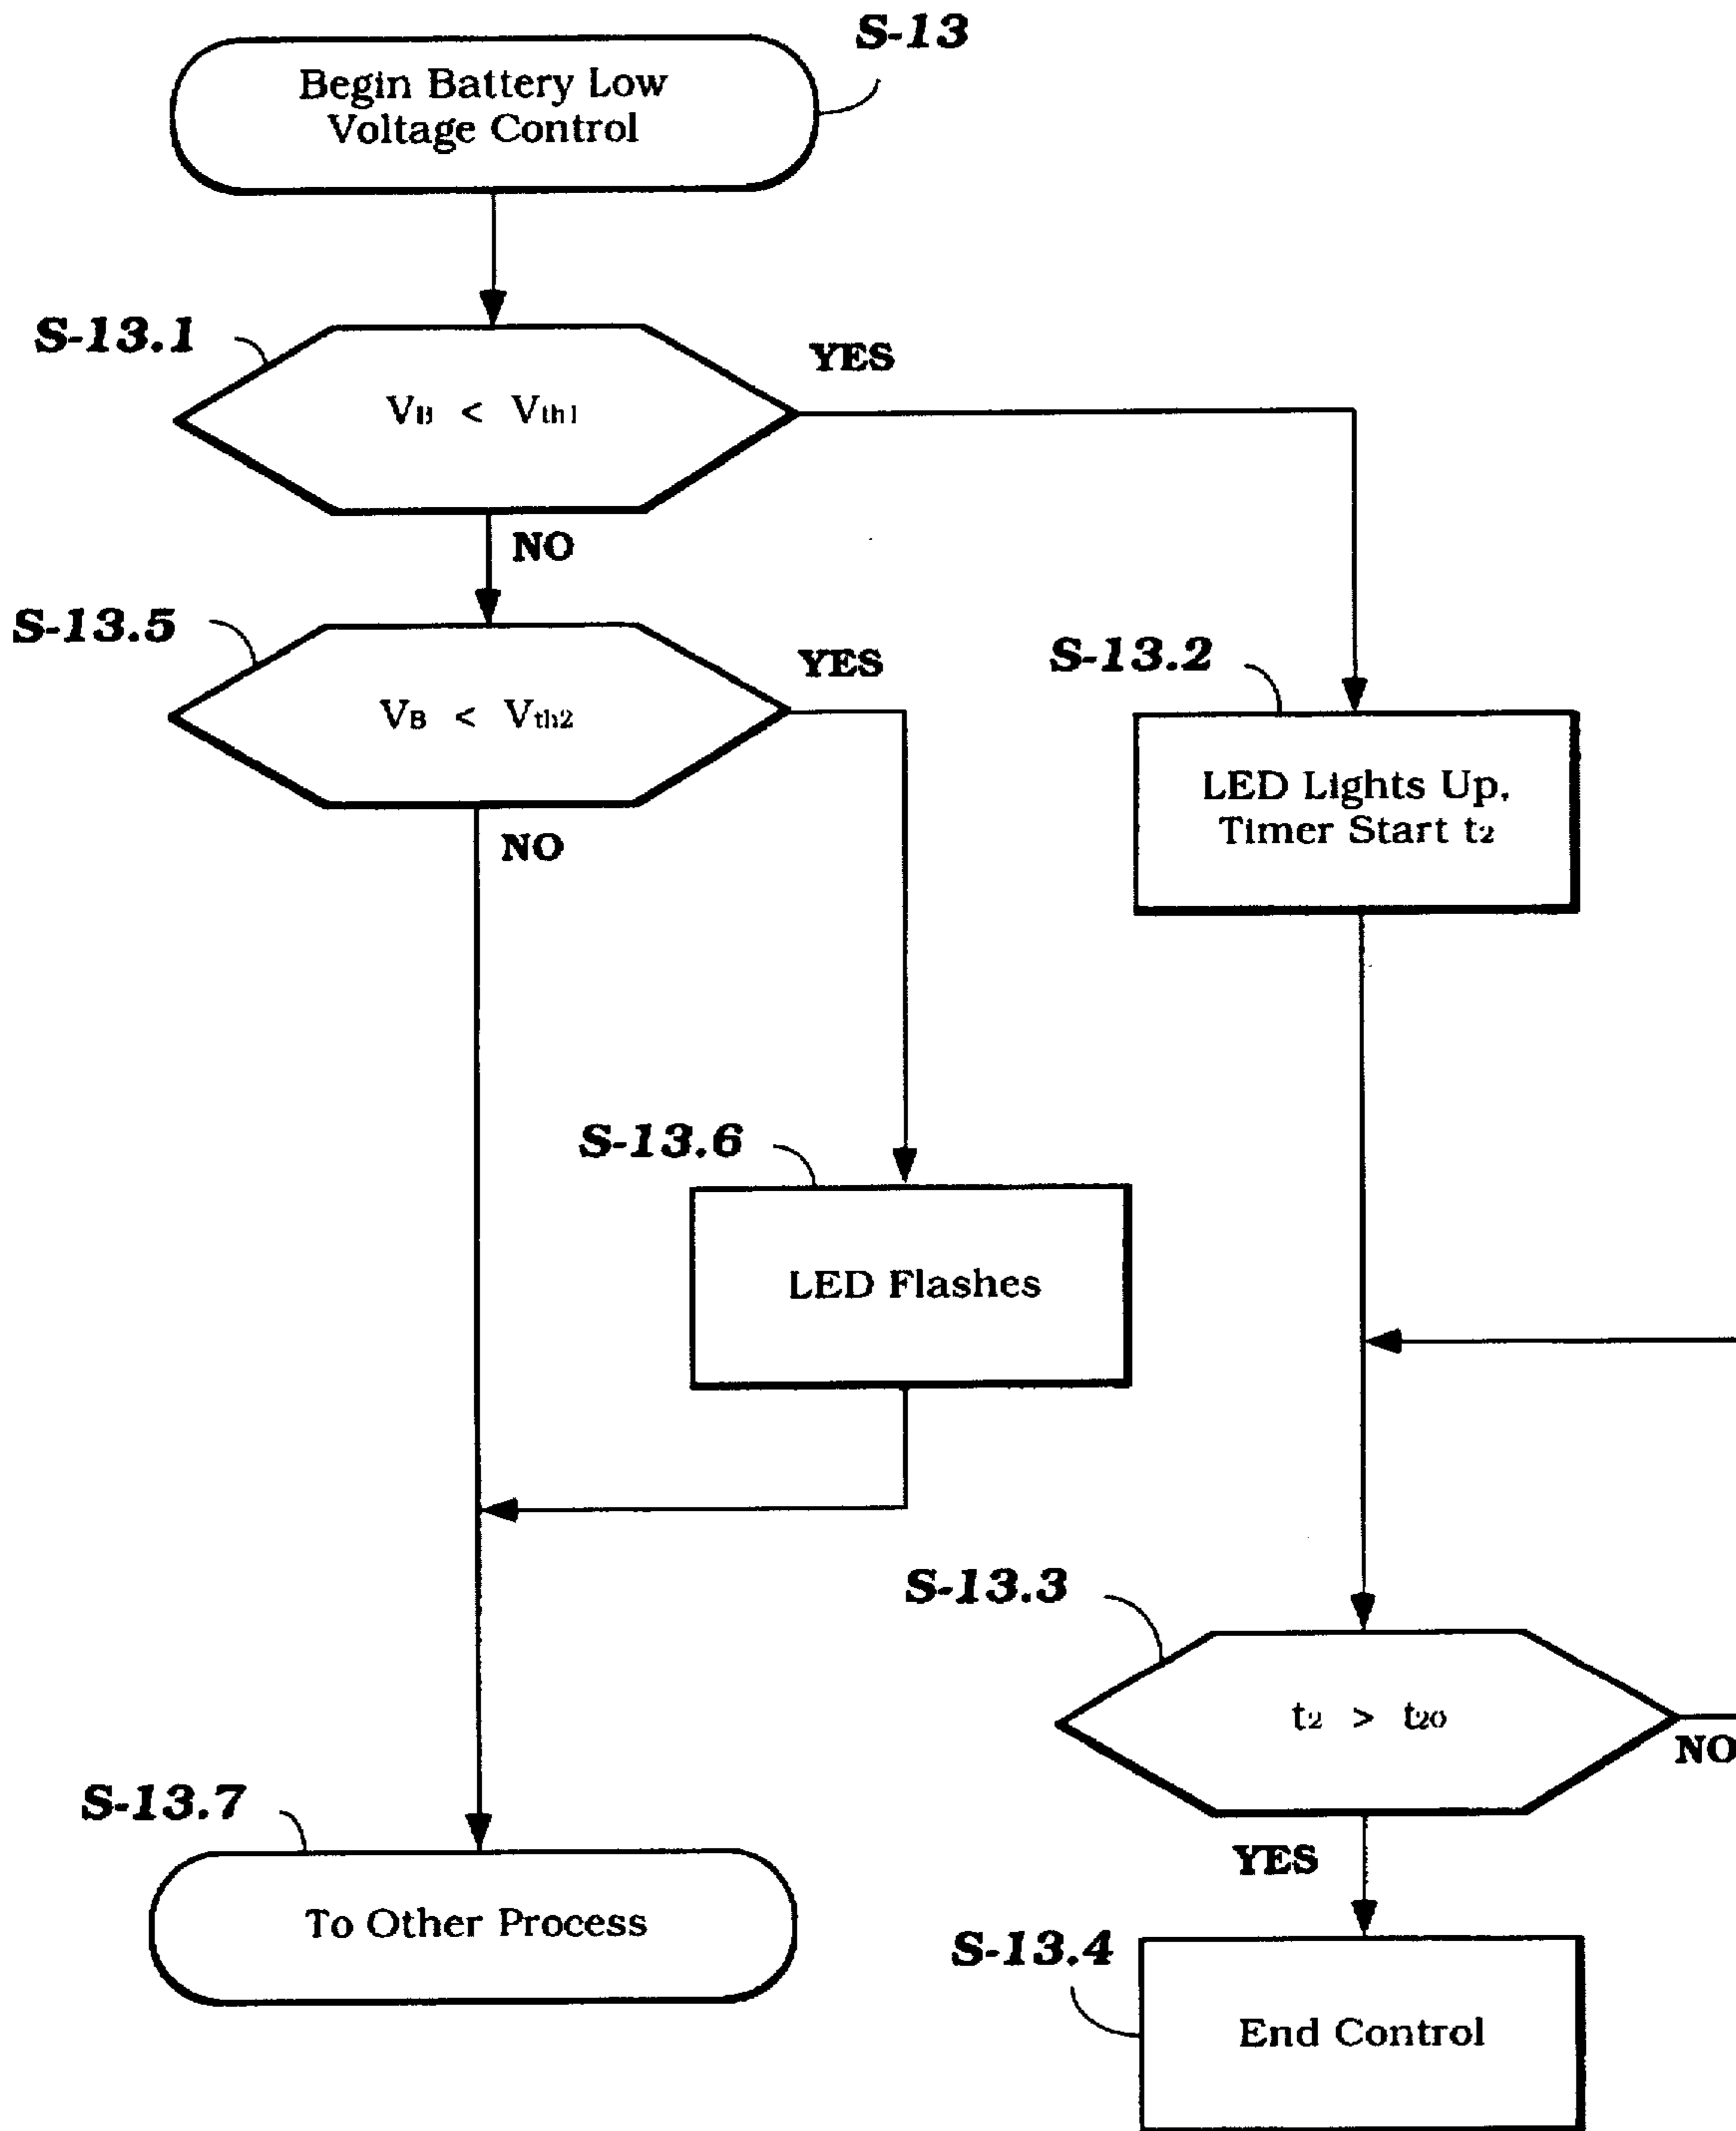 S-13
Begin Battery Low
Voltage Control
S-13.1
VB < Vth1
YES
NO
S-13.5
VB < Vth2
YES
NO
S-13.2
LED Lights Up,
Timer Start t2
S-13.6
LED Flashes
S-13.3
t2 > t20
NO
YES
S-13.7
To Other Process
S-13.4
End Control